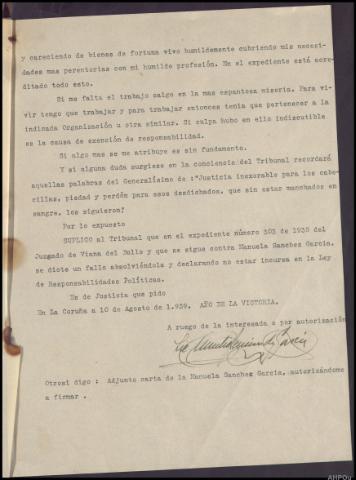 y careciendo de bienes de fortuna vivo humildemente cubriendo mis necesi-
dades mas perentorias con mi humilde profesión. En el expediente está acre-
ditado todo esto.
Si me falta el trabajo caigo en la mas espantosa miseria. Para vi-
vir tengo que trabajar y para trabajar entonces tenia que pertenecer a la
indicada Organización u otra similar. Si culpa hubo en ella indiscutible
es la causa de exención de responsabilidad.
Si algo mas se me atribuye es sin fundamento.
Y si alguna duda surgiese en la conciencia del Tribunal recordará
aquellas palabras del Generalísimo de :"Justicia inexorable para los cabe-
cillas, piedad y perdón para esos desdichados, que sin estar manchados en
sangre, les siguieron?
Por lo expuesto
SUPLICO al Tribunal que en el expediente número 303 de 1938 del
Juzgado de Viana del Bollo y que se sigue contra Manuela Sanchez Garcia,
se dicte un fallo absolviéndola y declarando no estar incursa en la Ley
de Responsabilidades Políticas.
Es de Justicia que pido
En La Coruña a 10 de Agosto de 1.939. AÑO DE LA VICTORIA.
A ruego de la interesada e por autorización
Otrosi digo : Adjunto carta de la Manuela Sanchez Garcia, autorizándome
a firmar .
AHPOu